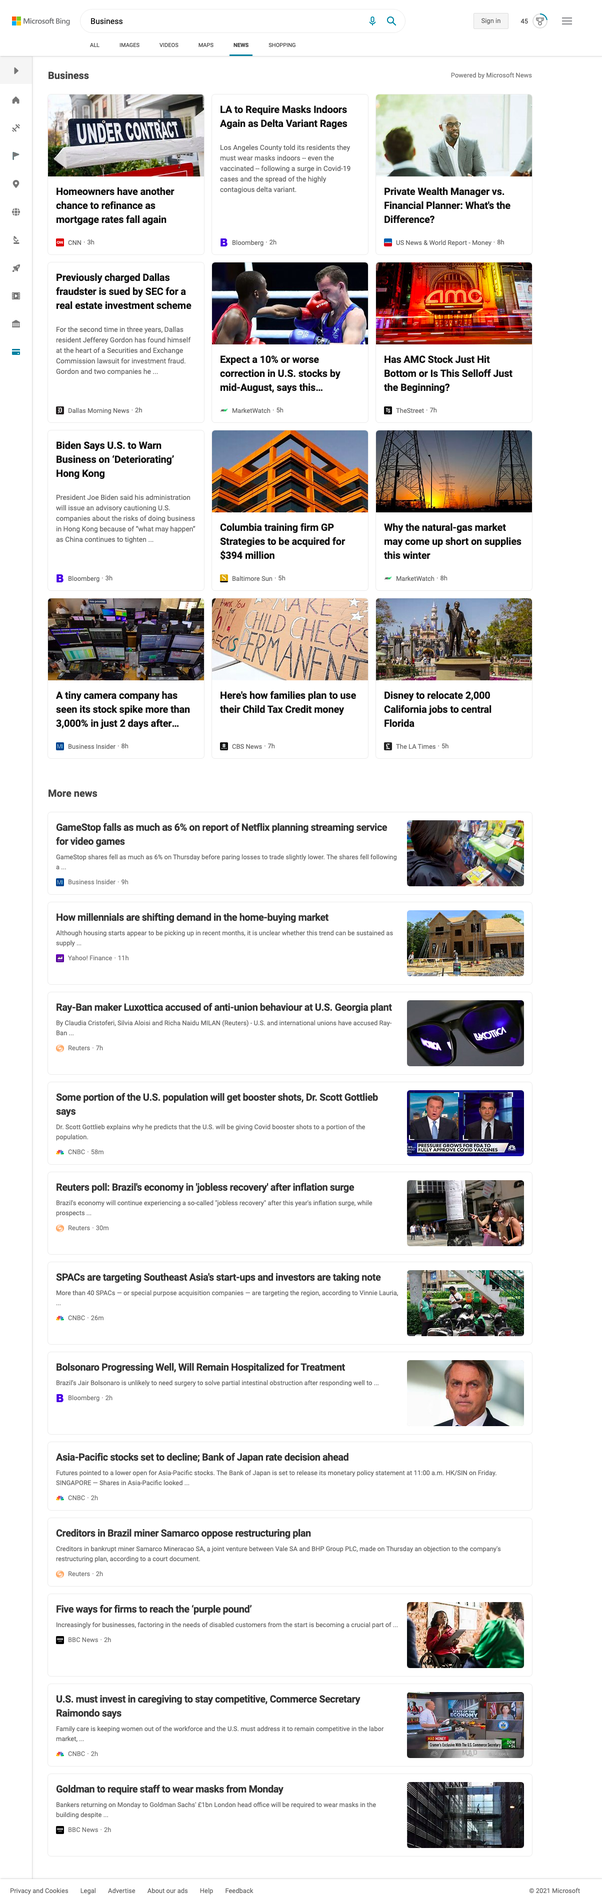 Microsoft Bing
Business
Sign in
45
ALL IMAGES VIDEOS MAPS NEWS SHOPPING
Business
Powered by Microsoft News
UNDER CONTRACT
Homeowners have another
chance to refinance as
mortgage rates fall again
CNN · 3h
LA to Require Masks Indoors
Again as Delta Variant Rages
Los Angeles County told its residents they
must wear masks indoors – even the
vaccinated – following a surge in Covid-19
cases and the spread of the highly
contagious delta variant.
Bloomberg · 2h
Private Wealth Manager vs.
Financial Planner: What's the
Difference?
US News & World Report - Money · 8h
Previously charged Dallas
fraudster is sued by SEC for a
real estate investment scheme
For the second time in three years, Dallas
resident Jefferey Gordon has found himself
at the heart of a Securities and Exchange
Commission lawsuit for investment fraud.
Gordon and two companies he ...
Dallas Morning News · 2h
Expect a 10% or worse
correction in U.S. stocks by
mid-August, says this...
MarketWatch · 5h
amc
Has AMC Stock Just Hit
Bottom or Is This Selloff Just
the Beginning?
TheStreet · 7h
Biden Says U.S. to Warn
Business on ‘Deteriorating’
Hong Kong
President Joe Biden said his administration
will issue an advisory cautioning U.S.
companies about the risks of doing business
in Hong Kong because of “what may happen”
as China continues to tighten ...
Bloomberg · 3h
Columbia training firm GP
Strategies to be acquired for
$394 million
Baltimore Sun · 5h
Why the natural-gas market
may come up short on supplies
this winter
MarketWatch · 8h
A tiny camera company has
seen its stock spike more than
3,000% in just 2 days after...
Business Insider · 8h
MAKE
CHILD CHECKS
PERMANENT
Here's how families plan to use
their Child Tax Credit money
CBS News · 7h
Disney to relocate 2,000
California jobs to central
Florida
The LA Times · 5h
More news
GameStop falls as much as 6% on report of Netflix planning streaming service
for video games
GameStop shares fell as much as 6% on Thursday before paring losses to trade slightly lower. The shares fell following
a ...
Business Insider · 9h
How millennials are shifting demand in the home-buying market
Although housing starts appear to be picking up in recent months, it is unclear whether this trend can be sustained as
supply ...
Yahoo! Finance · 11h
Ray-Ban maker Luxottica accused of anti-union behaviour at U.S. Georgia plant
By Claudia Cristoferi, Silvia Aloisi and Richa Naidu MILAN (Reuters) - U.S. and international unions have accused Ray-
Ban ...
Reuters · 7h
Some portion of the U.S. population will get booster shots, Dr. Scott Gottlieb
says
Dr. Scott Gottlieb explains why he predicts that the U.S. will be giving Covid booster shots to a portion of the
population.
CNBC · 58m
PRESSURE GROWS FOR FDA TO
FULLY APPROVE COVID VACCINES
Reuters poll: Brazil's economy in 'jobless recovery' after inflation surge
Brazil's economy will continue experiencing a so-called "jobless recovery" after this year's inflation surge, while
prospects ...
Reuters · 30m
SPACs are targeting Southeast Asia's start-ups and investors are taking note
More than 40 SPACs — or special purpose acquisition companies — are targeting the region, according to Vinnie Lauria,
...
CNBC · 26m
Bolsonaro Progressing Well, Will Remain Hospitalized for Treatment
Brazil's Jair Bolsonaro is unlikely to need surgery to solve partial intestinal obstruction after responding well to ...
Bloomberg · 2h
Asia-Pacific stocks set to decline; Bank of Japan rate decision ahead
Futures pointed to a lower open for Asia-Pacific stocks. The Bank of Japan is set to release its monetary policy statement at 11:00 a.m. HK/SIN on Friday.
SINGAPORE — Shares in Asia-Pacific looked ...
CNBC · 2h
Creditors in Brazil miner Samarco oppose restructuring plan
Creditors in bankrupt miner Samarco Mineracao SA, a joint venture between Vale SA and BHP Group PLC, made on Thursday an objection to the company's
restructuring plan, according to a court document.
Reuters · 2h
Five ways for firms to reach the ‘purple pound’
Increasingly for businesses, factoring in the needs of disabled customers from the start is becoming a crucial part of ...
BBC News · 2h
U.S. must invest in caregiving to stay competitive, Commerce Secretary
Raimondo says
Family care is keeping women out of the workforce and the U.S. must address it to remain competitive in the labor
market, ...
CNBC · 2h
Goldman to require staff to wear masks from Monday
Bankers returning on Monday to Goldman Sachs' £1bn London head office will be required to wear masks in the
building despite ...
BBC News · 2h
Privacy and Cookies Legal Advertise About our ads Help Feedback
© 2021 Microsoft